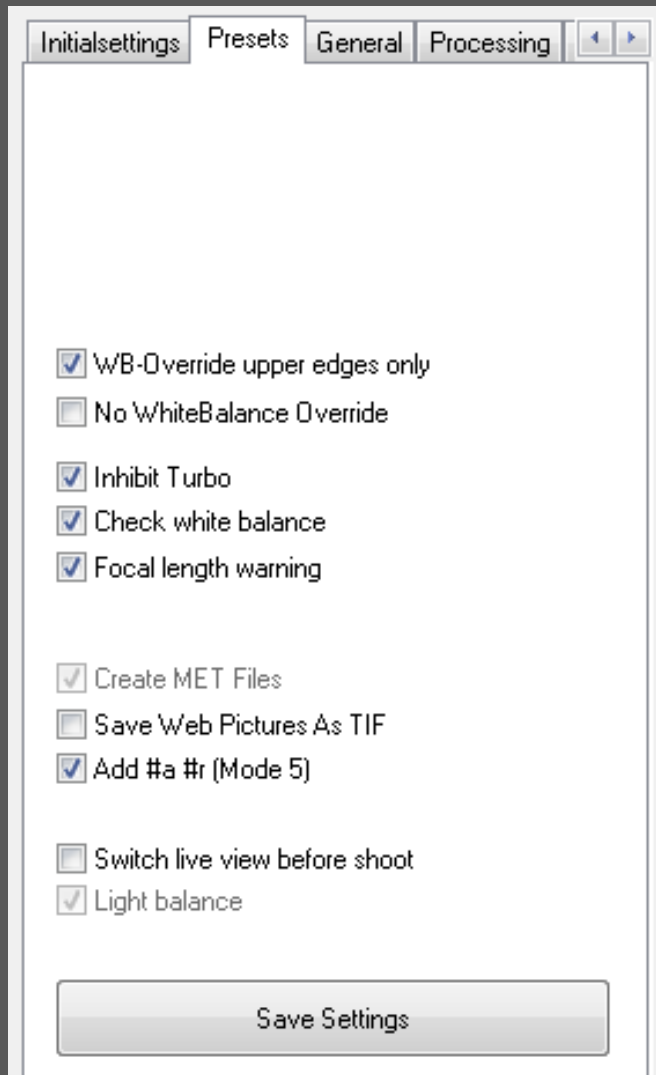 Initialsettings Presets General Processing
WB-Override upper edges only
No WhiteBalance Override
Inhibit Turbo
Check white balance
Focal length warning
Create MET Files
Save Web Pictures As TIF
Add #a #r (Mode 5)
Switch live view before shoot
Light balance
Save Settings